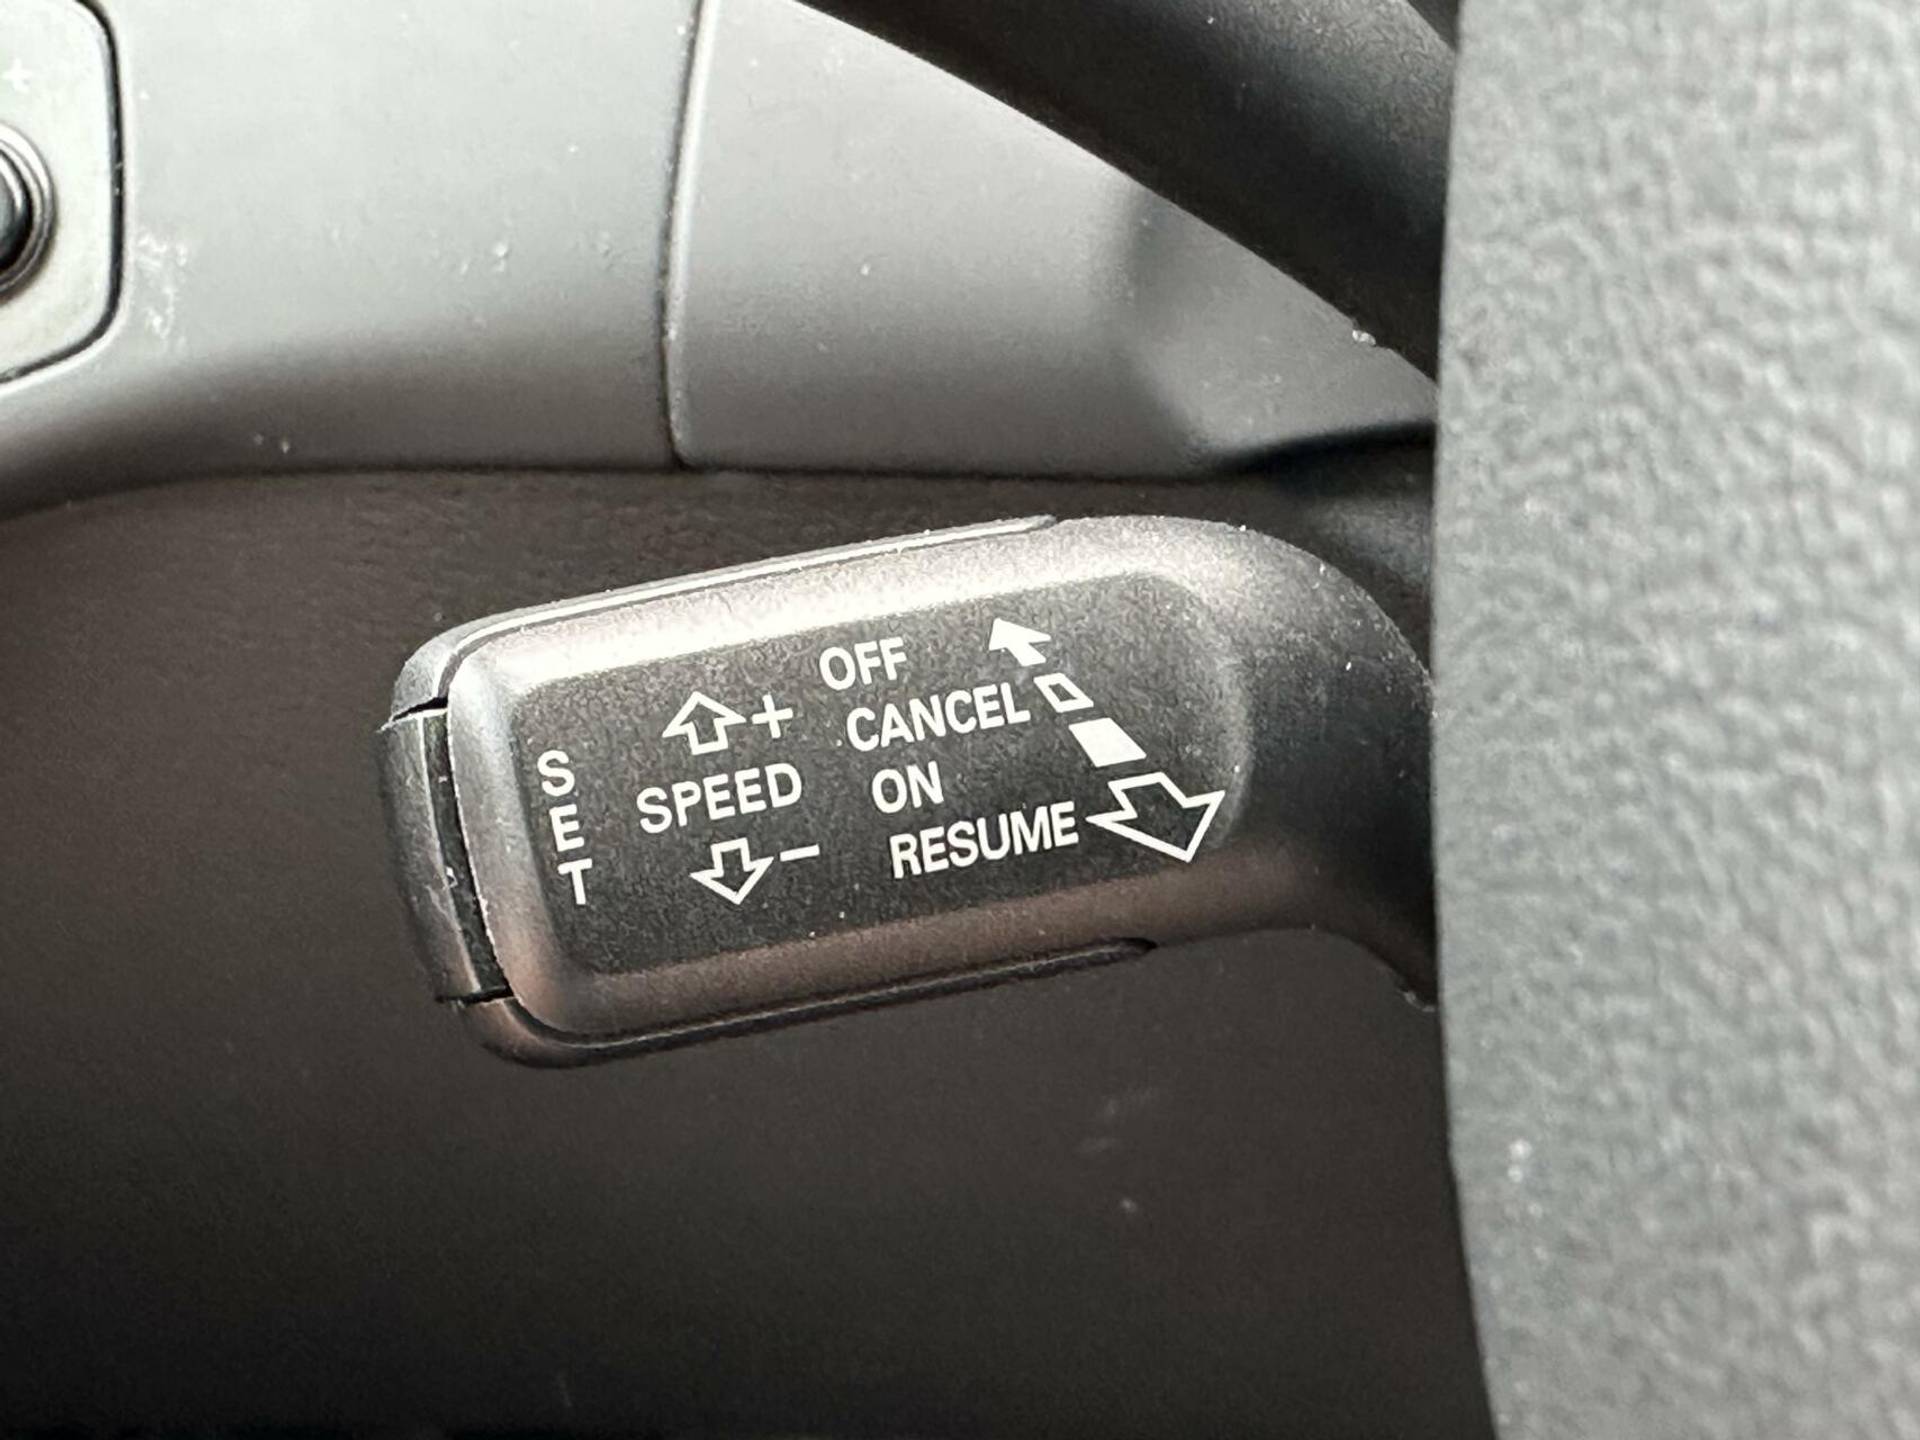 SET
+
SPEED
−
OFF
CANCEL
ON
RESUME